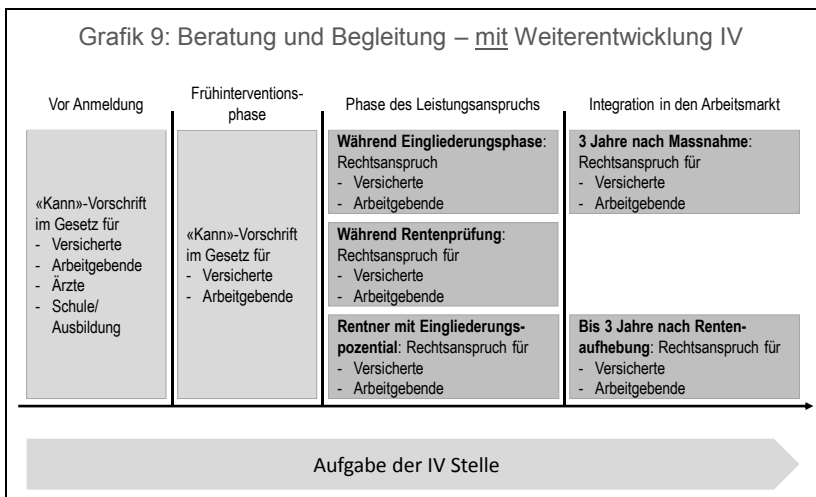 Grafik 9: Beratung und Begleitung – mit Weiterentwicklung IV
Vor Anmeldung
«Kann»-Vorschrift
im Gesetz für
- Versicherte
- Arbeitgebende
- Ärzte
- Schule/
Ausbildung
Frühinterventions-
phase
«Kann»-Vorschrift
im Gesetz für
- Versicherte
- Arbeitgebende
Phase des Leistungsanspruchs
Während Eingliederungsphase:
Rechtsanspruch
- Versicherte
- Arbeitgebende
Während Rentenprüfung:
Rechtsanspruch für
- Versicherte
- Arbeitgebende
Rentner mit Eingliederungs-
pozential: Rechtsanspruch für
- Versicherte
- Arbeitgebende
Integration in den Arbeitsmarkt
3 Jahre nach Massnahme:
Rechtsanspruch für
- Versicherte
- Arbeitgebende
Bis 3 Jahre nach Renten-
aufhebung: Rechtsanspruch für
- Versicherte
- Arbeitgebende
Aufgabe der IV Stelle